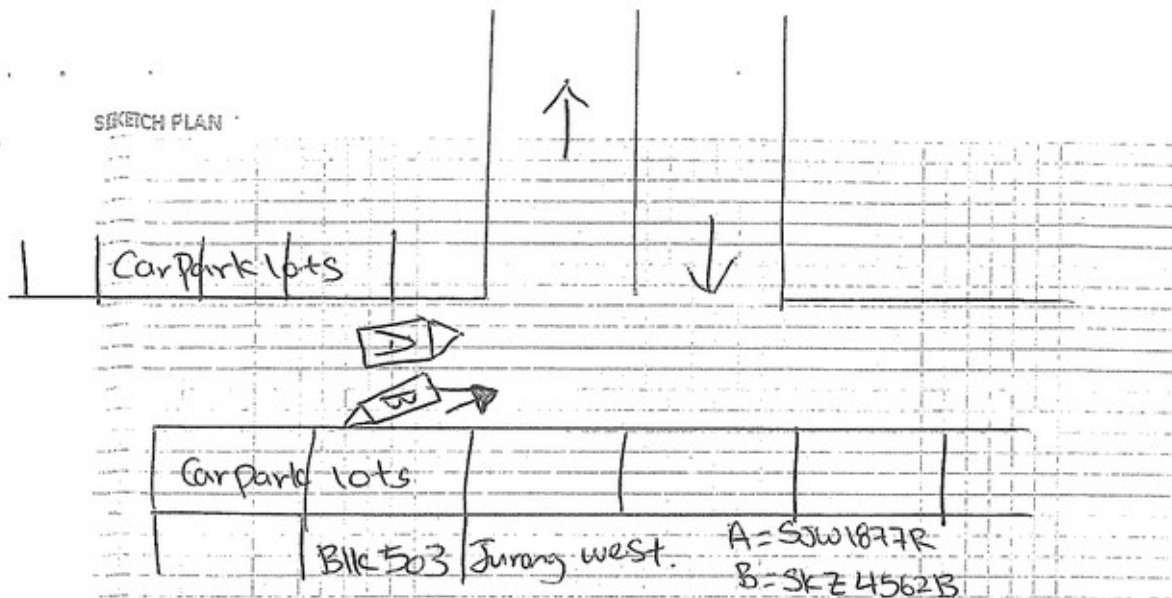 SKETCH PLAN
Carpark lots
A
B
Carpark lots
Blk 503 Jurong west.
A = SJW1877R
B = SKZ4562B